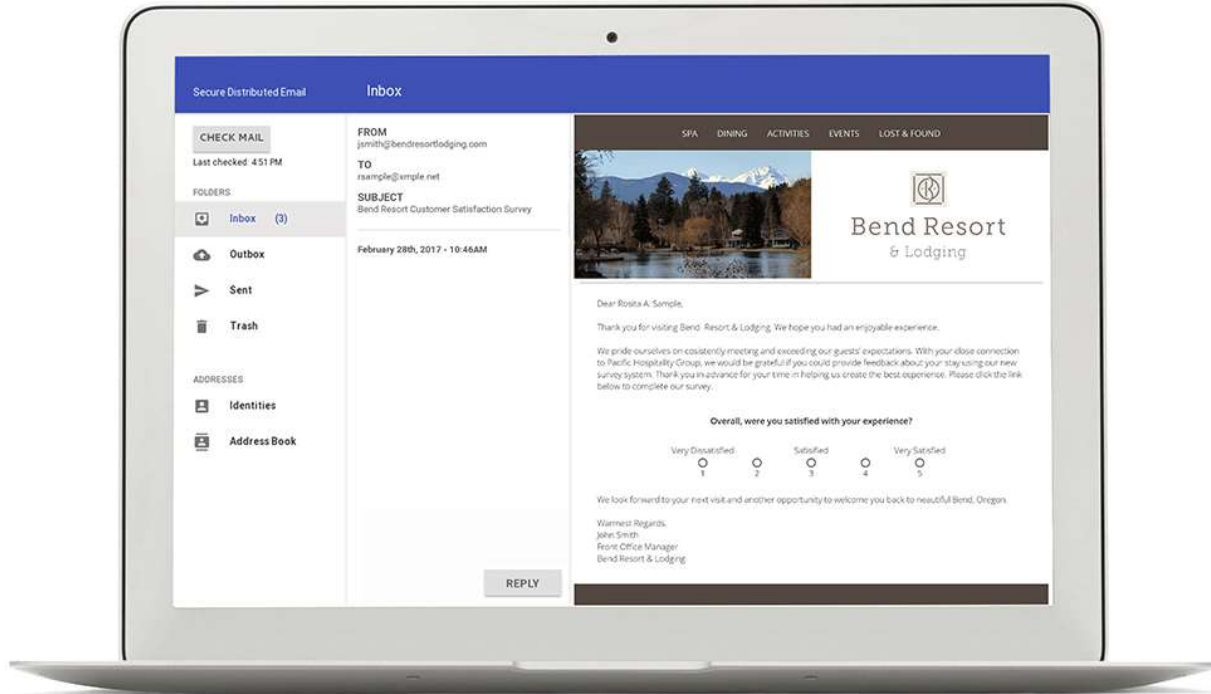 Secure Distributed Email
Inbox
CHECK MAIL
Last checked: 4:51 PM
FOLDERS
Inbox (3)
Outbox
Sent
Trash
ADDRESSES
Identities
Address Book
FROM
jsmith@bendresortlodging.com
TO
rsample@xmple.net
SUBJECT
Bend Resort Customer Satisfaction Survey
February 28th, 2017 - 10:46AM
REPLY
SPA DINING ACTIVITIES EVENTS LOST & FOUND
Bend Resort
& Lodging
Dear Rosita A. Sample,
Thank you for visiting Bend Resort & Lodging. We hope you had an enjoyable experience.
We pride ourselves on cosistently meeting and exceeding our guests' expectations. With your close connection
to Pacific Hospitality Group, we would be grateful if you could provide feedback about your stay using our new
survey system. Thank you in advance for your time in helping us create the best experience. Please click the link
below to complete our survey.
Overall, were you satisfied with your experience?
Very Dissatisfied Satisfied Very Satisfied
1 2 3 4 5
We look forward to your next visit and another opportunity to welcome you back to neautiful Bend, Oregon.
Warmest Regards,
John Smith
Front Office Manager
Bend Resort & Lodging